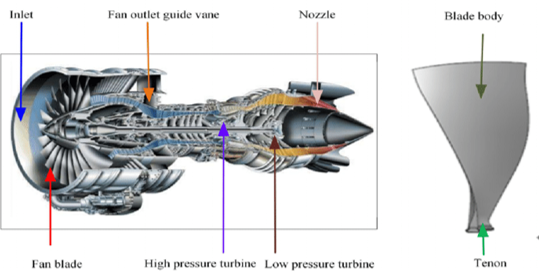 Inlet
Fan outlet guide vane
Nozzle
Blade body
Fan blade
High pressure turbine
Low pressure turbine
Tenon